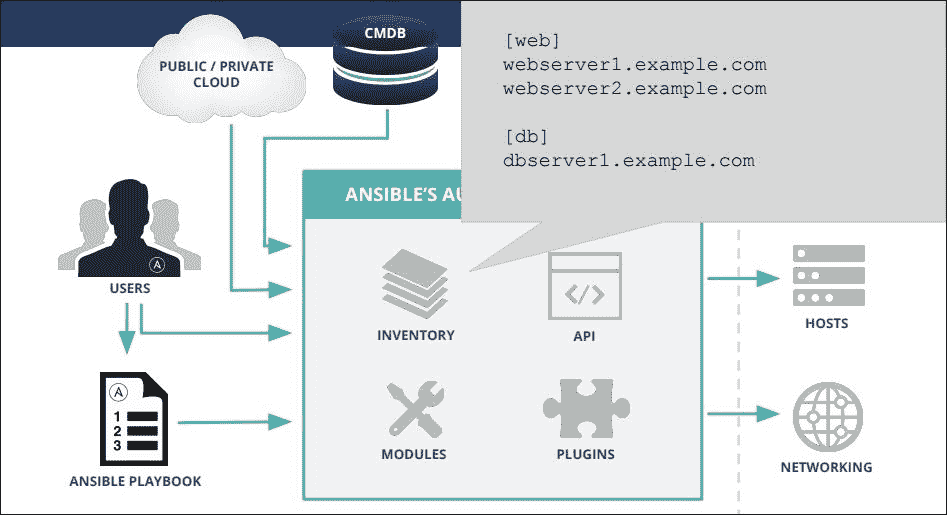 PUBLIC / PRIVATE
CLOUD
CMDB
[web]
webserver1.example.com
webserver2.example.com
[db]
dbserver1.example.com
ANSIBLE'S
USERS
A
INVENTORY
</>
API
HOSTS
A
1
2
3
ANSIBLE PLAYBOOK
MODULES
PLUGINS
NETWORKING